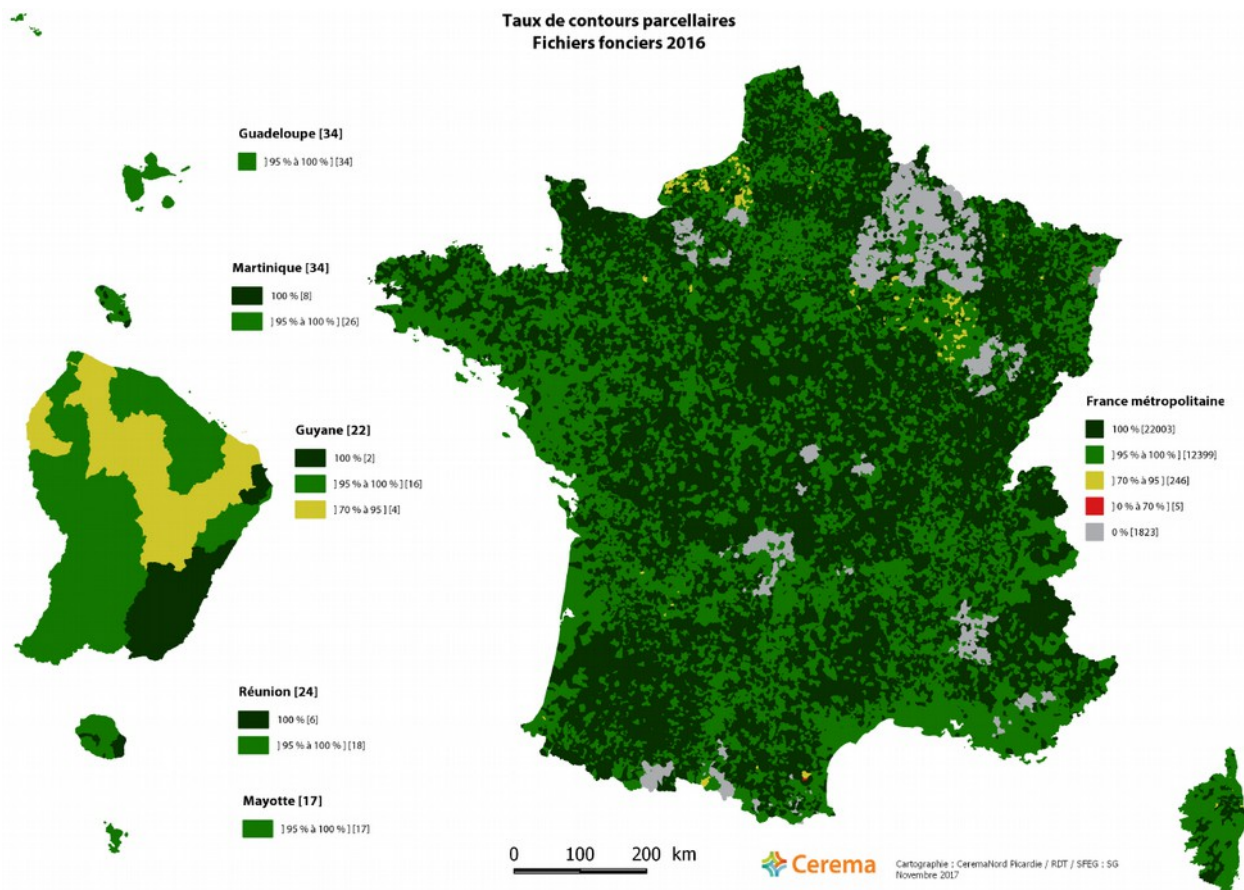 Taux de contours parcellaires
Fichiers fonciers 2016
Guadeloupe [34]
] 95 % à 100 % ] [34]
Martinique [34]
100 % [8]
] 95 % à 100 % ] [26]
Guyane [22]
100 % [2]
] 95 % à 100 % ] [16]
] 70 % à 95 ] [4]
Réunion [24]
100 % [6]
] 95 % à 100 % ] [18]
Mayotte [17]
] 95 % à 100 % ] [17]
France métropolitaine
100 % [22003]
] 95 % à 100 % ] [12399]
] 70 % à 95 ] [246]
] 0 % à 70 % ] [5]
0 % [1823]
0 100 200 km
Cerema
Cartographie : CeremaNord Picardie / RDT / SFEG ; SG
Novembre 2017